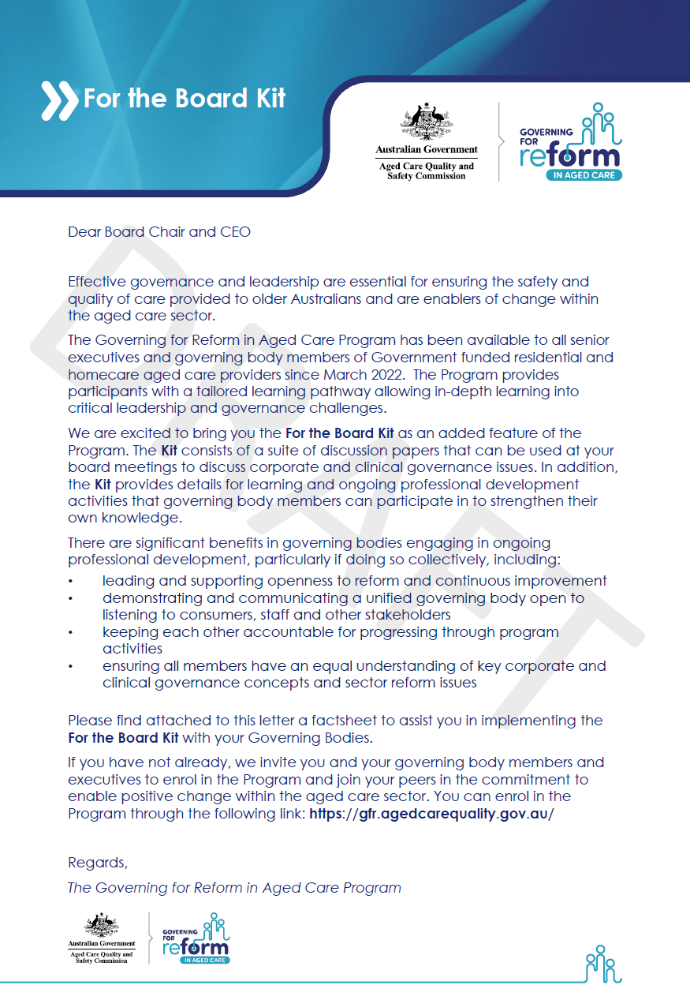 For the Board Kit
Australian Government
Aged Care Quality and
Safety Commission
GOVERNING
FOR
reform
IN AGED CARE
Dear Board Chair and CEO
Effective governance and leadership are essential for ensuring the safety and
quality of care provided to older Australians and are enablers of change within
the aged care sector.
The Governing for Reform in Aged Care Program has been available to all senior
executives and governing body members of Government funded residential and
homecare aged care providers since March 2022.  The Program provides
participants with a tailored learning pathway allowing in-depth learning into
critical leadership and governance challenges.
We are excited to bring you the For the Board Kit as an added feature of the
Program. The Kit consists of a suite of discussion papers that can be used at your
board meetings to discuss corporate and clinical governance issues. In addition,
the Kit provides details for learning and ongoing professional development
activities that governing body members can participate in to strengthen their
own knowledge.
There are significant benefits in governing bodies engaging in ongoing
professional development, particularly if doing so collectively, including:
• leading and supporting openness to reform and continuous improvement
• demonstrating and communicating a unified governing body open to
listening to consumers, staff and other stakeholders
• keeping each other accountable for progressing through program
activities
• ensuring all members have an equal understanding of key corporate and
clinical governance concepts and sector reform issues
Please find attached to this letter a factsheet to assist you in implementing the
For the Board Kit with your Governing Bodies.
If you have not already, we invite you and your governing body members and
executives to enrol in the Program and join your peers in the commitment to
enable positive change within the aged care sector. You can enrol in the
Program through the following link: https://gfr.agedcarequality.gov.au/
Regards,
The Governing for Reform in Aged Care Program
Australian Government
Aged Care Quality and
Safety Commission
GOVERNING
FOR
reform
IN AGED CARE
DRAFT